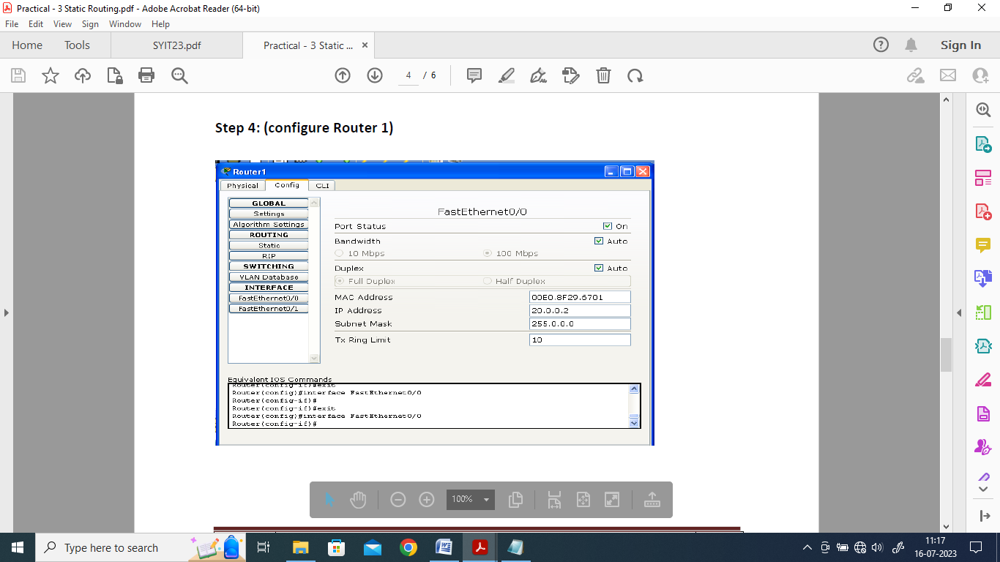 Practical - 3 Static Routing.pdf - Adobe Acrobat Reader (64-bit)
File Edit View Sign Window Help
Home Tools SYIT23.pdf Practical - 3 Static ... ×
4 / 6
Sign In
Step 4: (configure Router 1)
Router1
Physical Config CLI
GLOBAL
Settings
Algorithm Settings
ROUTING
Static
RIP
SWITCHING
VLAN Database
INTERFACE
FastEthernet0/0
FastEthernet0/1
FastEthernet0/0
Port Status On
Bandwidth Auto
10 Mbps 100 Mbps
Duplex Auto
Full Duplex Half Duplex
MAC Address 00E0.8F29.6701
IP Address 20.0.0.2
Subnet Mask 255.0.0.0
Tx Ring Limit 10
Equivalent IOS Commands
Router(config-if)#exit
Router(config)#interface FastEthernet0/0
Router(config-if)#
Router(config-if)#exit
Router(config)#interface FastEthernet0/0
Router(config-if)#
100%
Type here to search
11:17
16-07-2023